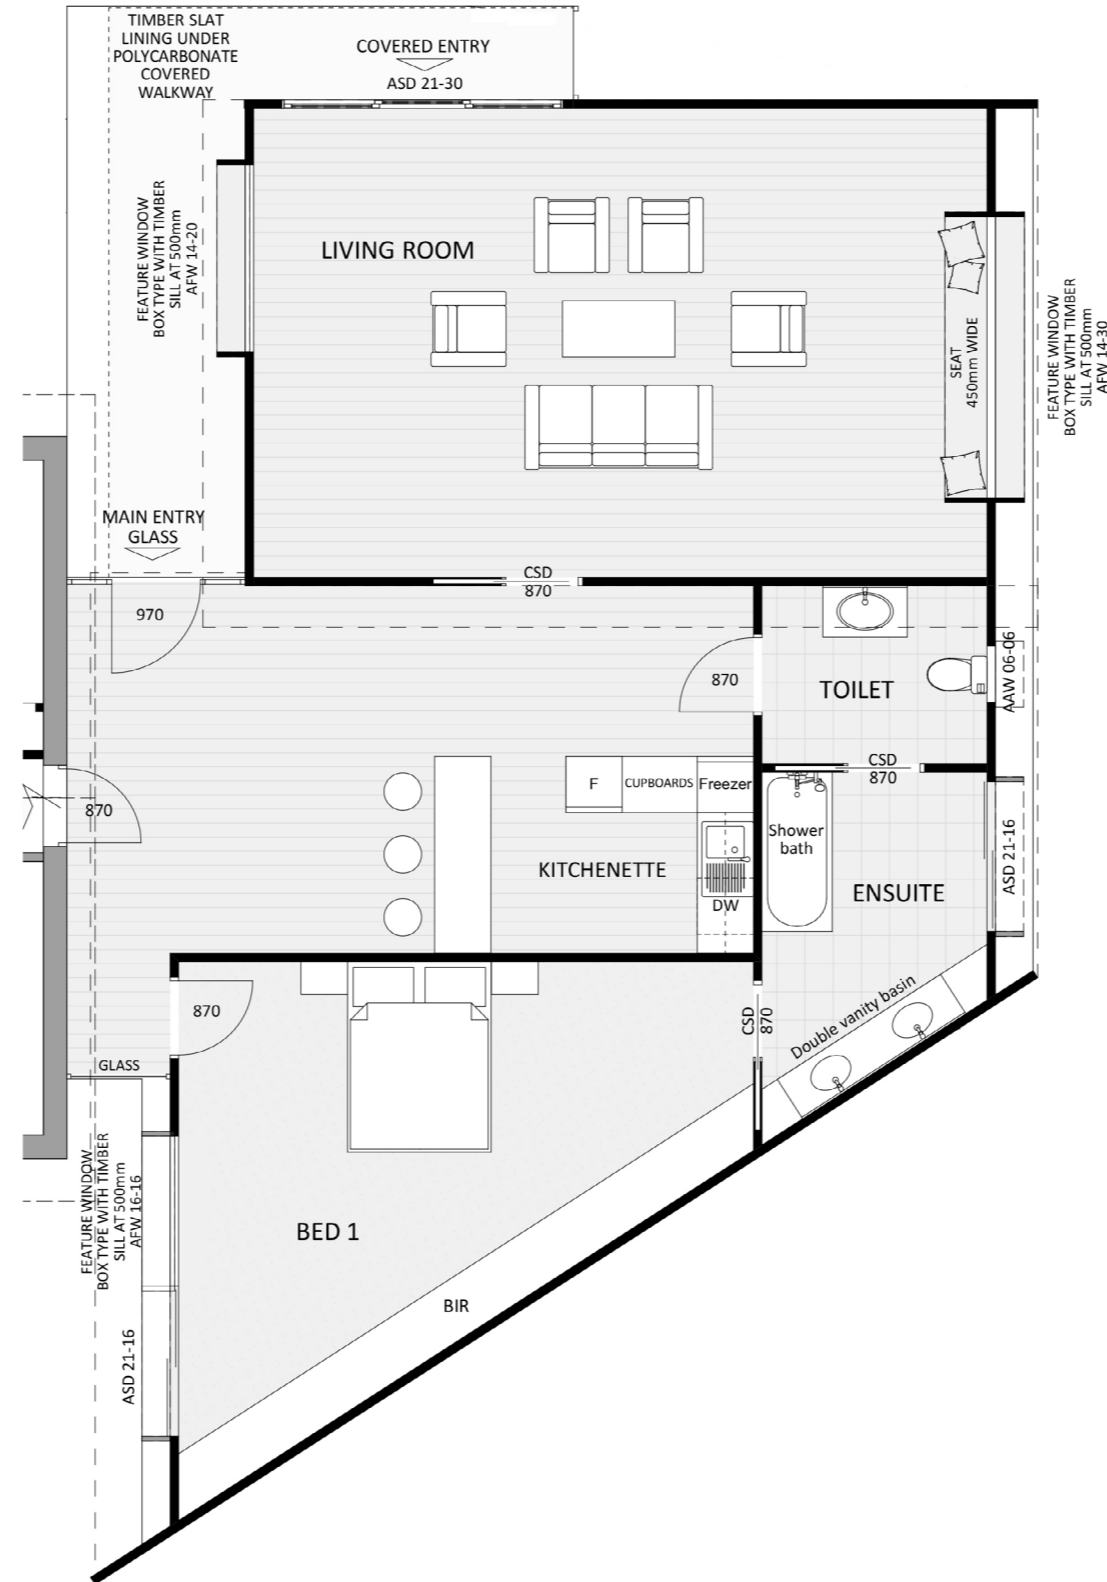 TIMBER SLAT
LINING UNDER
POLYCARBONATE
COVERED
WALKWAY
COVERED ENTRY
ASD 21-30
FEATURE WINDOW
BOX TYPE WITH TIMBER
SILL AT 500mm
AFW 14-20
LIVING ROOM
SEAT
450mm WIDE
FEATURE WINDOW
BOX TYPE WITH TIMBER
SILL AT 500mm
AFW 14-30
MAIN ENTRY
GLASS
CSD
870
970
870
TOILET
AAW 06-06
CSD
870
870
F
CUPBOARDS
Freezer
Shower
bath
KITCHENETTE
DW
ENSUITE
ASD 21-16
870
CSD
870
Double vanity basin
GLASS
FEATURE WINDOW
BOX TYPE WITH TIMBER
SILL AT 500mm
AFW 16-16
BED 1
BIR
ASD 21-16